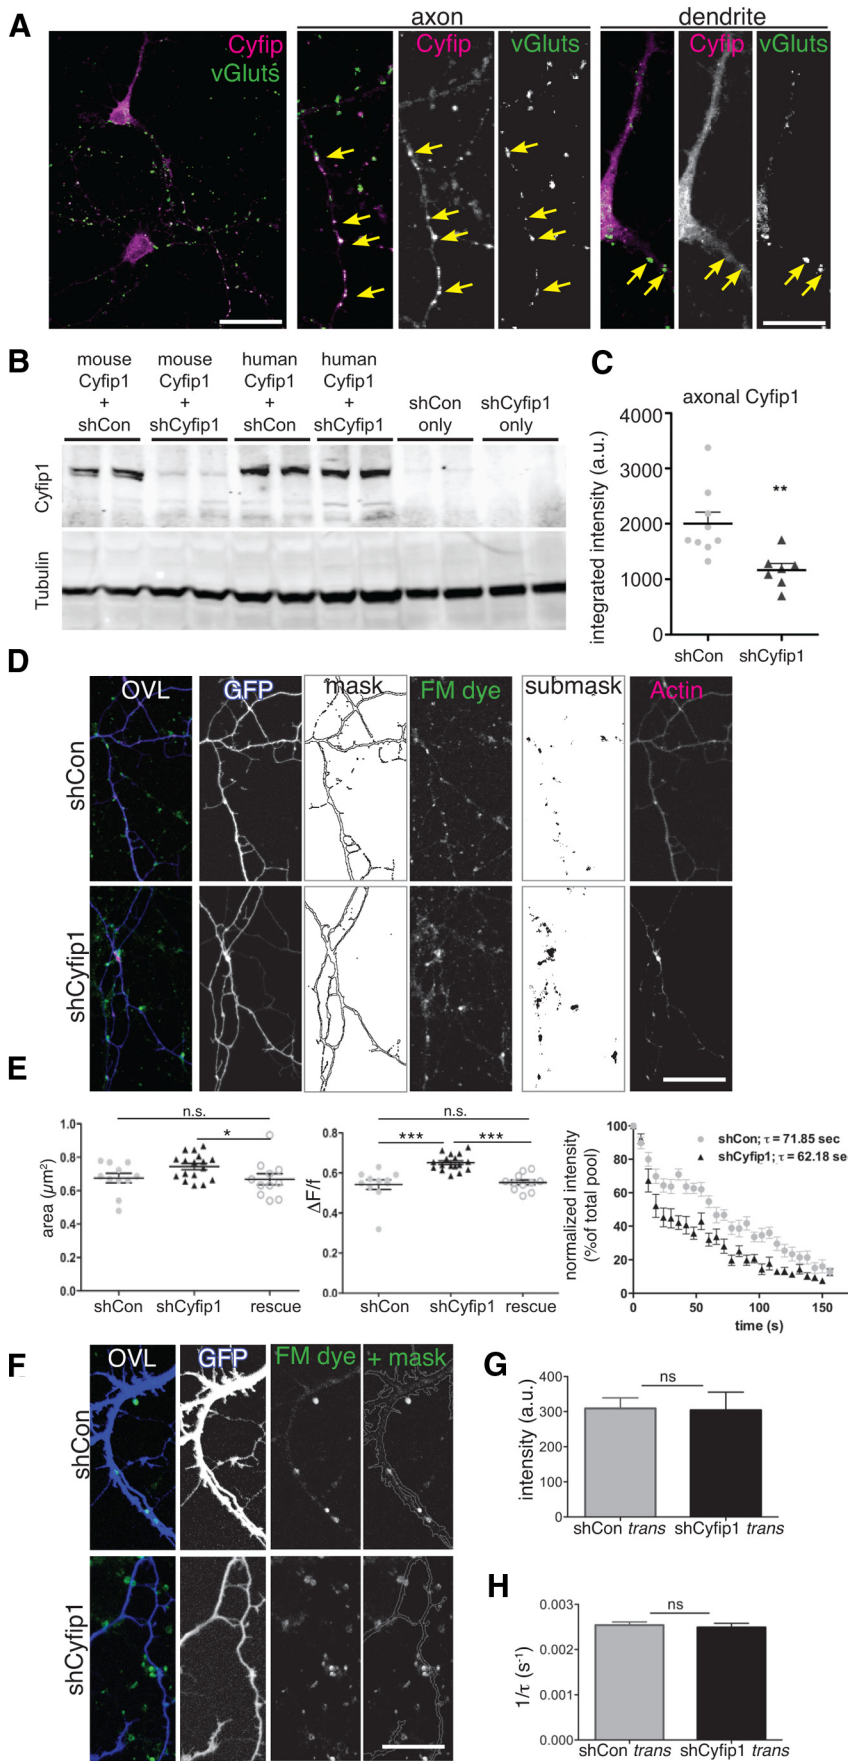 A
axon
dendrite
Cyfip
vGluts
Cyfip
vGluts
Cyfip
vGluts
B
mouse
Cyfip1
+
shCon
mouse
Cyfip1
+
shCyfip1
human
Cyfip1
+
shCon
human
Cyfip1
+
shCyfip1
shCon
only
shCyfip1
only
Cyfip1
Tubulin
C
axonal Cyfip1
integrated intensity (a.u.)
4000
3000
2000
1000
0
**
shCon
shCyfip1
D
OVL
GFP
mask
FM dye
submask
Actin
shCon
shCyfip1
E
area (µm²)
1.0
0.8
0.6
0.4
0.2
0.0
n.s.
*
shCon
shCyfip1
rescue
ΔF/f
0.8
0.6
0.4
0.2
0.0
n.s.
***
***
shCon
shCyfip1
rescue
normalized intensity
(%of total pool)
100
80
60
40
20
0
shCon; τ = 71.85 sec
shCyfip1; τ = 62.18 sec
0
50
100
150
time (s)
F
OVL
GFP
FM dye
+ mask
shCon
shCyfip1
G
intensity (a.u.)
400
300
200
100
0
ns
shCon trans
shCyfip1 trans
H
1/τ (s⁻¹)
0.003
0.002
0.001
0.000
ns
shCon trans
shCyfip1 trans